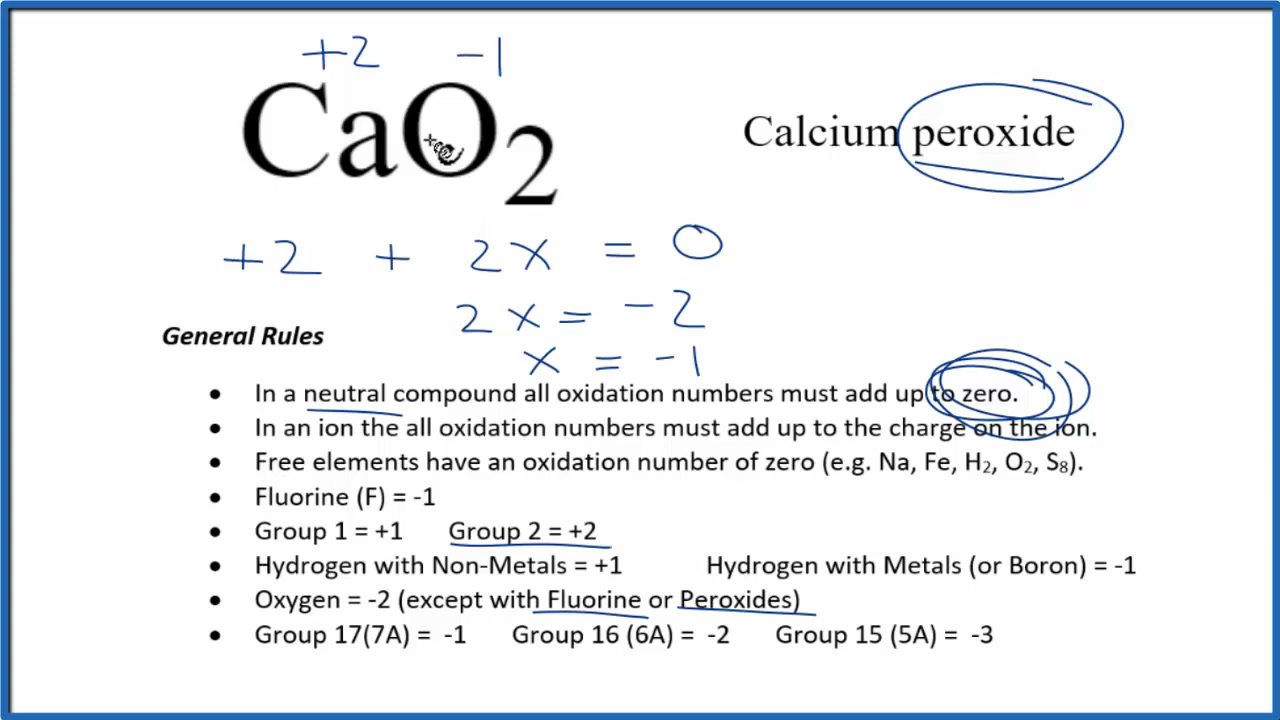 +2 -1
CaO₂ Calcium peroxide
+2 + 2x = 0
2x = -2
General Rules
x = -1
• In a neutral compound all oxidation numbers must add up to zero.
• In an ion the all oxidation numbers must add up to the charge on the ion.
• Free elements have an oxidation number of zero (e.g. Na, Fe, H₂, O₂, S₈).
• Fluorine (F) = -1
• Group 1 = +1 Group 2 = +2
• Hydrogen with Non-Metals = +1 Hydrogen with Metals (or Boron) = -1
• Oxygen = -2 (except with Fluorine or Peroxides)
• Group 17(7A) = -1 Group 16 (6A) = -2 Group 15 (5A) = -3